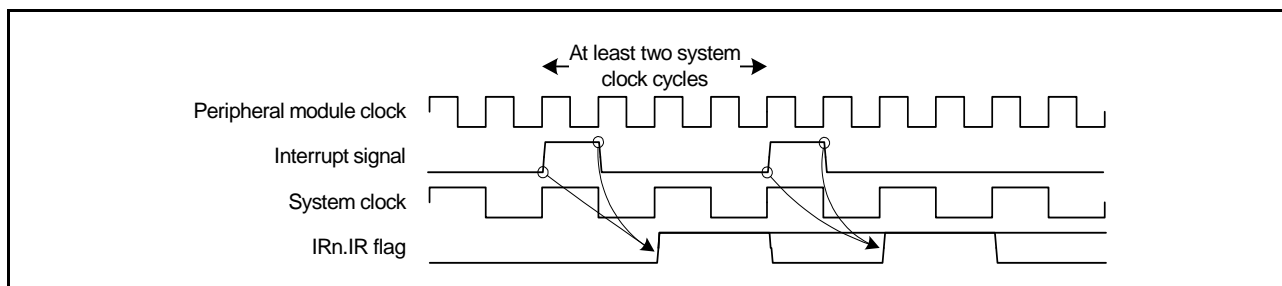 At least two system
clock cycles
Peripheral module clock
Interrupt signal
System clock
IRn.IR flag